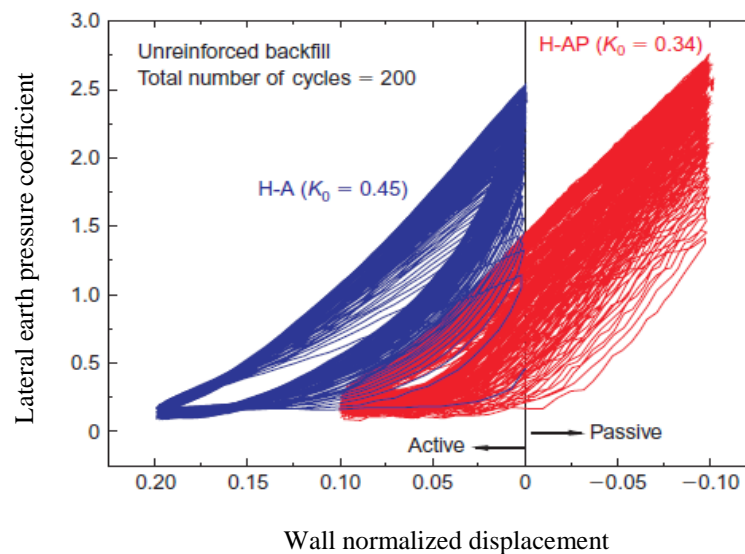 Unreinforced backfill
Total number of cycles = 200
H-AP (K₀ = 0.34)
H-A (K₀ = 0.45)
Lateral earth pressure coefficient
3.0
2.5
2.0
1.5
1.0
0.5
0
Active
Passive
0.20 0.15 0.10 0.05 0 −0.05 −0.10
Wall normalized displacement